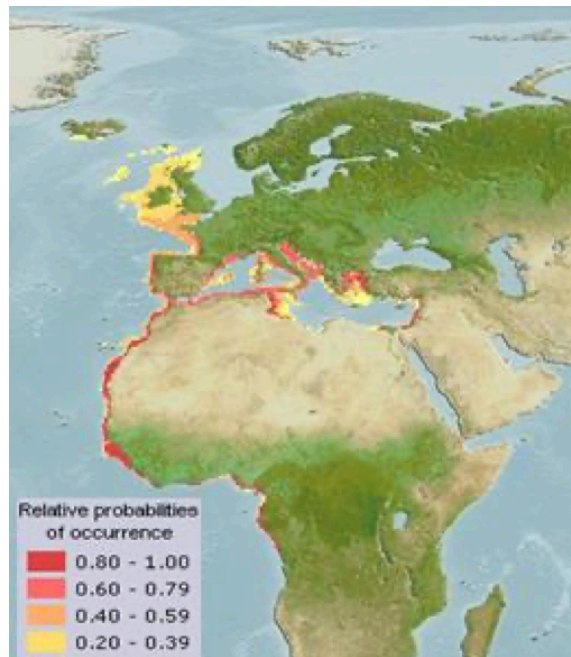 Relative probabilities
of occurrence
0.80 - 1.00
0.60 - 0.79
0.40 - 0.59
0.20 - 0.39